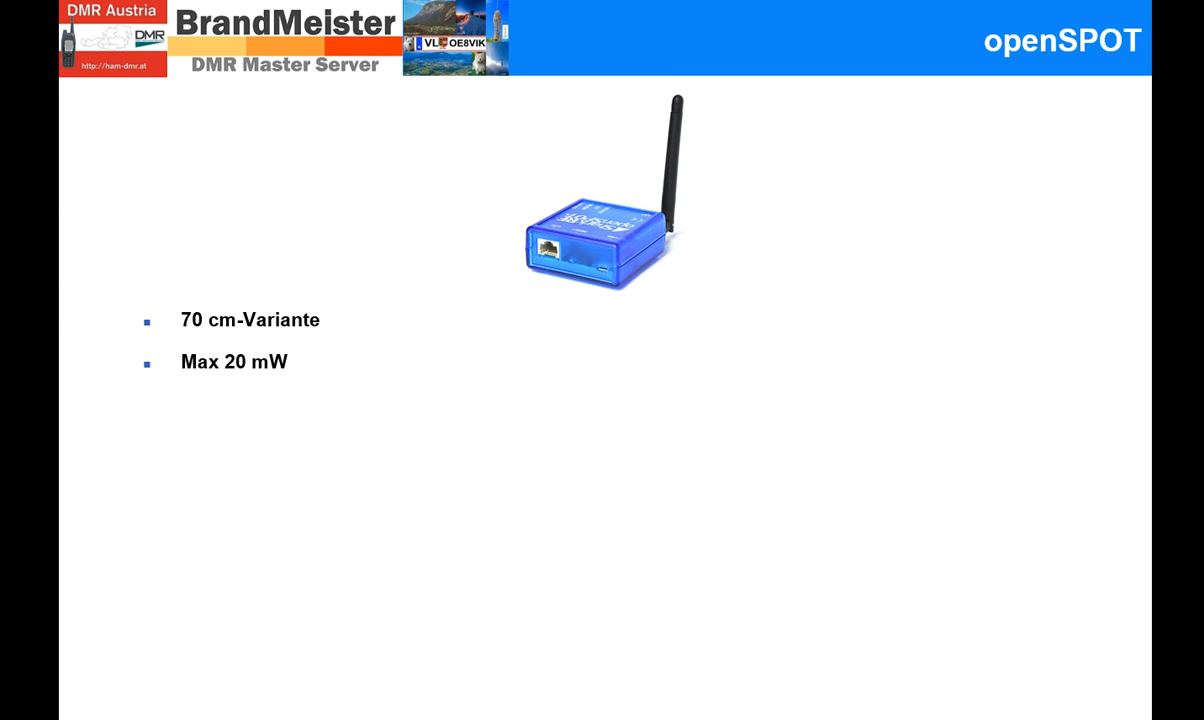 DMR Austria
DMR
http://ham-dmr.at
BrandMeister
DMR Master Server
VL OE8VIK
openSPOT
openSPOT
70 cm-Variante
Max 20 mW